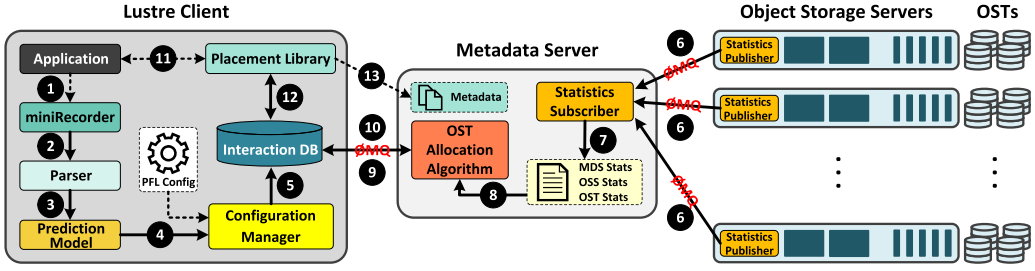 Lustre Client
Application
11
Placement Library
1
13
miniRecorder
12
2
Interaction DB
PFL Config
Parser
3
5
Prediction
Model
4
Configuration
Manager
10
ØMQ
9
Metadata Server
Metadata
Statistics
Subscriber
OST
Allocation
Algorithm
7
MDS Stats
OSS Stats
OST Stats
8
6
ØMQ
ØMQ
6
ØMQ
6
Object Storage Servers
OSTs
Statistics
Publisher
Statistics
Publisher
Statistics
Publisher